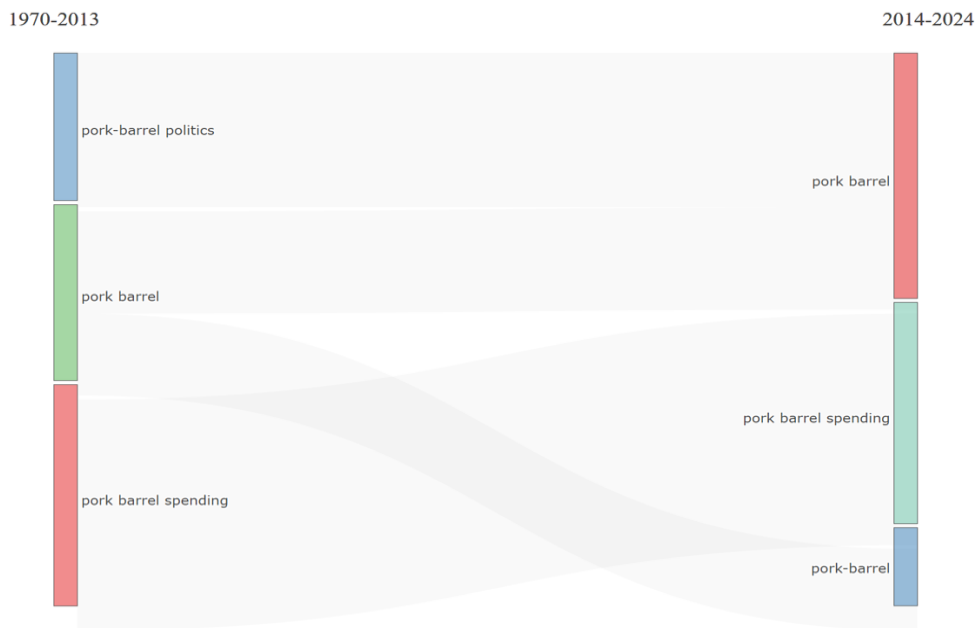 1970-2013
2014-2024
pork-barrel politics
pork barrel
pork barrel
pork barrel spending
pork barrel spending
pork-barrel